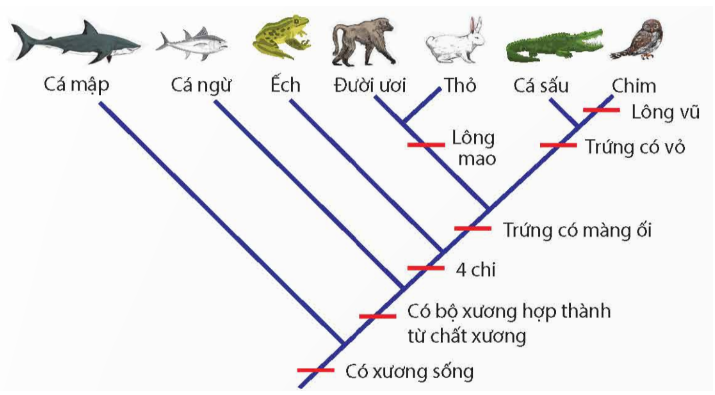 Cá mập
Cá ngừ
Ếch
Đười ươi
Thỏ
Cá sấu
Chim
Lông vũ
Lông
mao
Trứng có vỏ
Trứng có màng ối
4 chi
Có bộ xương hợp thành
từ chất xương
Có xương sống